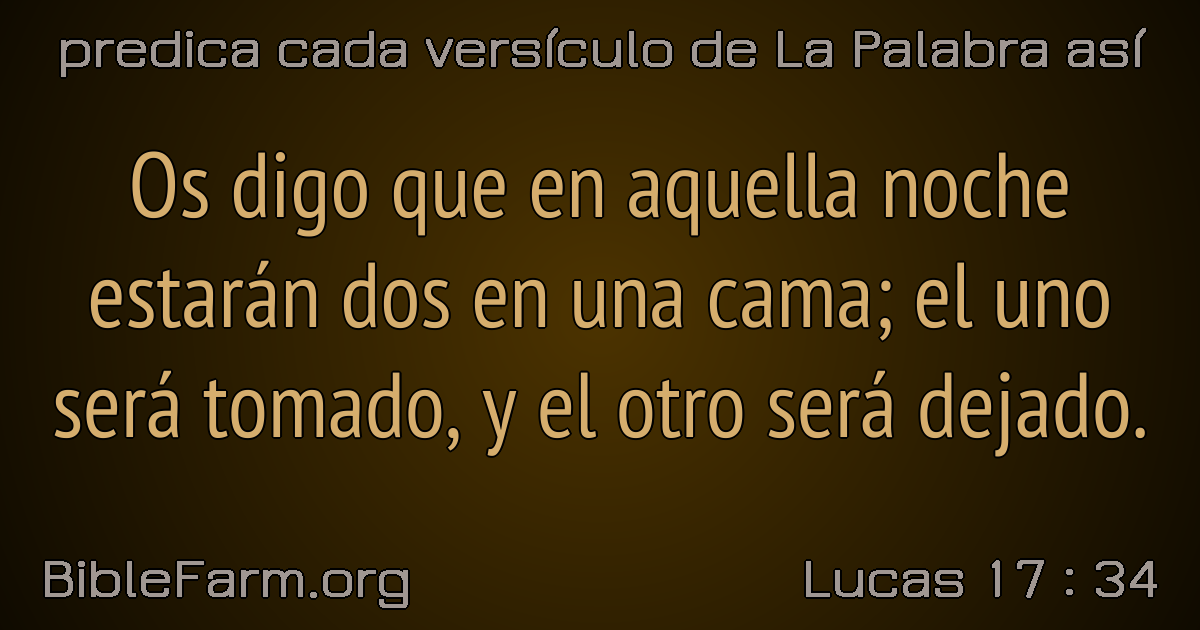 predica cada versículo de La Palabra así
Os digo que en aquella noche
estarán dos en una cama; el uno
será tomado, y el otro será dejado.
BibleFarm.org
Lucas 17 : 34